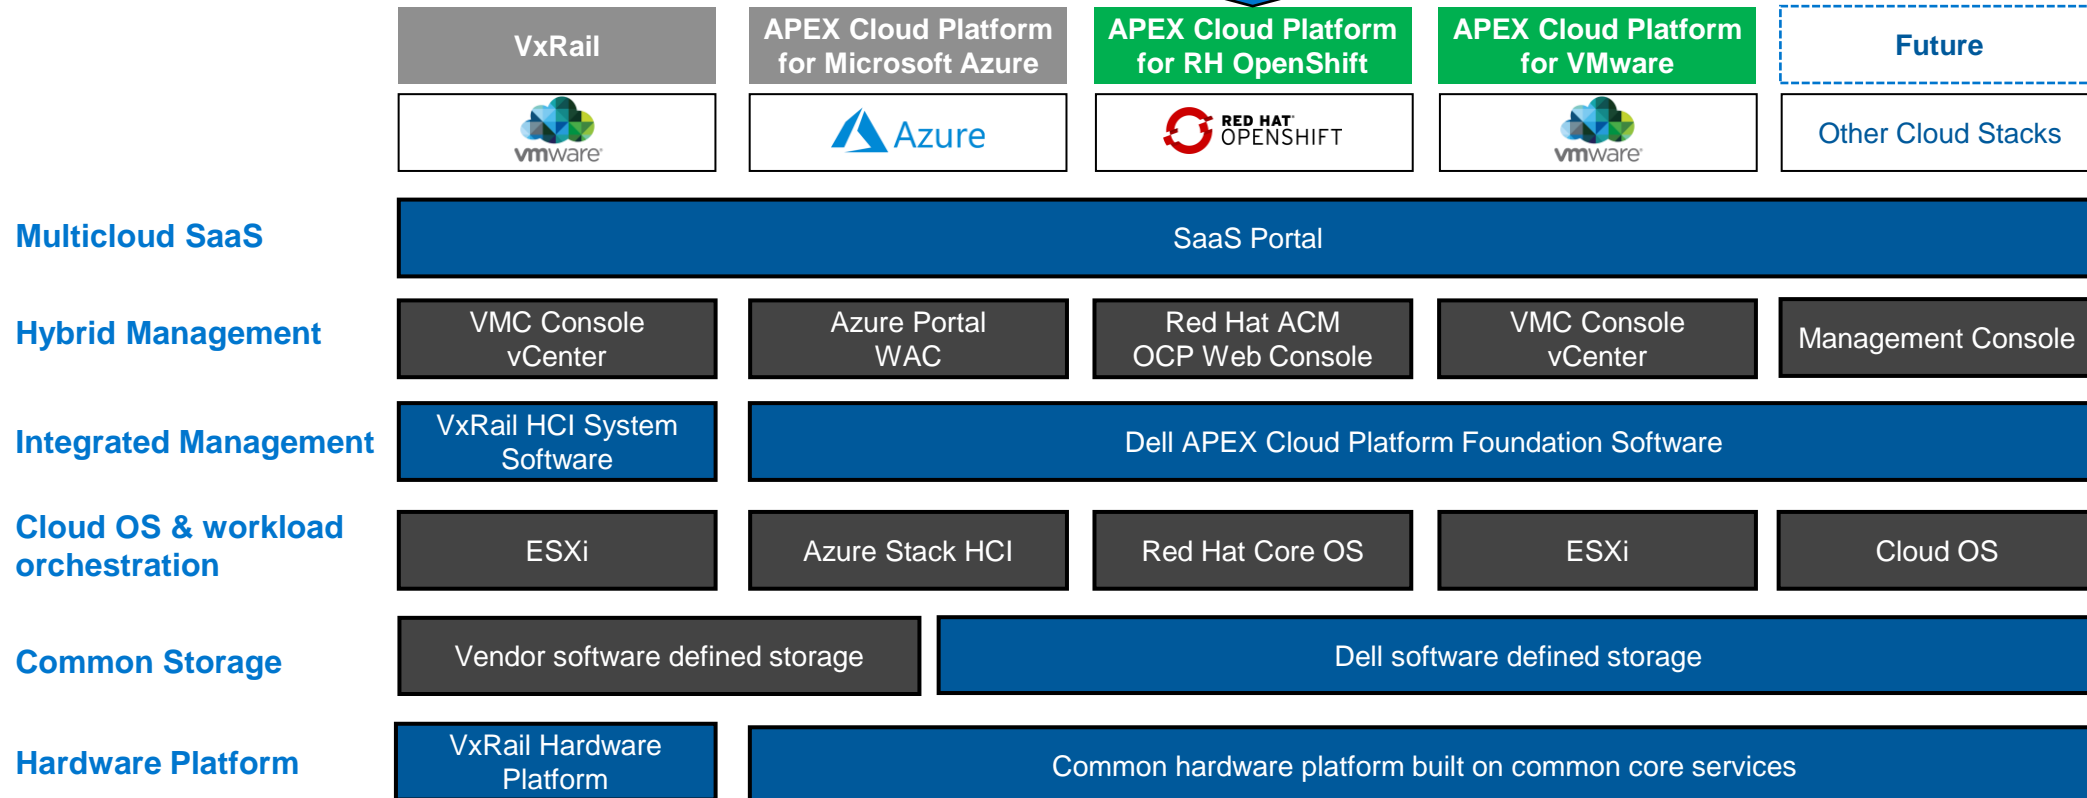 VxRail
APEX Cloud Platform
for Microsoft Azure
APEX Cloud Platform
for RH OpenShift
APEX Cloud Platform
for VMware
Future
vmware
Azure
RED HAT
OPENSHIFT
vmware
Other Cloud Stacks
Multicloud SaaS
SaaS Portal
Hybrid Management
VMC Console
vCenter
Azure Portal
WAC
Red Hat ACM
OCP Web Console
VMC Console
vCenter
Management Console
Integrated Management
VxRail HCI System
Software
Dell APEX Cloud Platform Foundation Software
Cloud OS & workload
orchestration
ESXi
Azure Stack HCI
Red Hat Core OS
ESXi
Cloud OS
Common Storage
Vendor software defined storage
Dell software defined storage
Hardware Platform
VxRail Hardware
Platform
Common hardware platform built on common core services